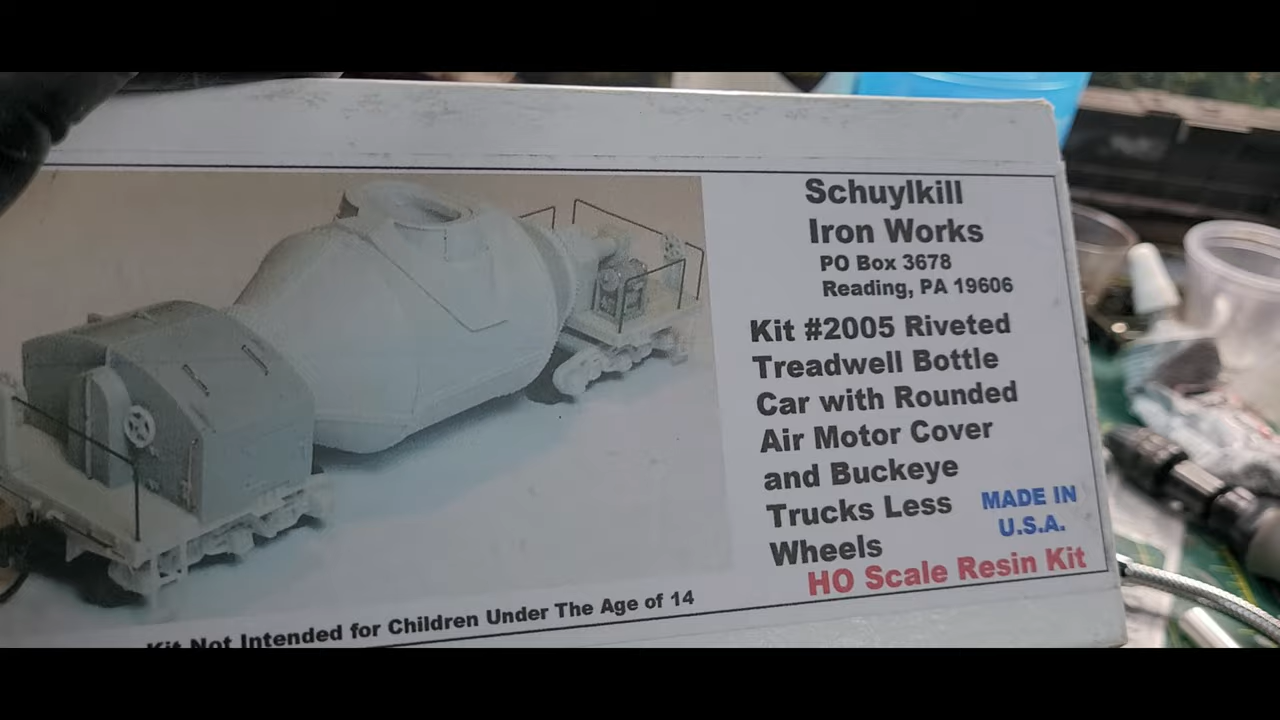 Schuylkill
Iron Works
PO Box 3678
Reading, PA 19606
Kit #2005 Riveted
Treadwell Bottle
Car with Rounded
Air Motor Cover
and Buckeye
Trucks Less
Wheels
MADE IN
U.S.A.
HO Scale Resin Kit
Kit Not Intended for Children Under The Age of 14